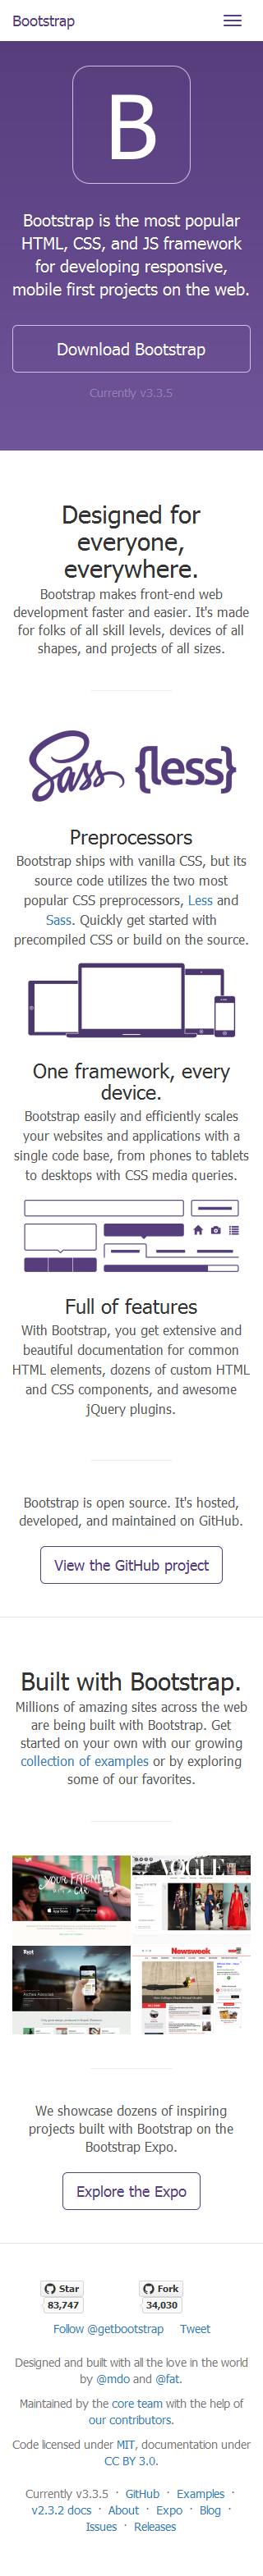 Bootstrap
B
Bootstrap is the most popular
HTML, CSS, and JS framework
for developing responsive,
mobile first projects on the web.
Download Bootstrap
Currently v3.3.5
Designed for
everyone,
everywhere.
Bootstrap makes front-end web
development faster and easier. It's made
for folks of all skill levels, devices of all
shapes, and projects of all sizes.
Sass {less}
Preprocessors
Bootstrap ships with vanilla CSS, but its
source code utilizes the two most
popular CSS preprocessors, Less and
Sass. Quickly get started with
precompiled CSS or build on the source.
One framework, every
device.
Bootstrap easily and efficiently scales
your websites and applications with a
single code base, from phones to tablets
to desktops with CSS media queries.
Full of features
With Bootstrap, you get extensive and
beautiful documentation for common
HTML elements, dozens of custom HTML
and CSS components, and awesome
jQuery plugins.
Bootstrap is open source. It's hosted,
developed, and maintained on GitHub.
View the GitHub project
Built with Bootstrap.
Millions of amazing sites across the web
are being built with Bootstrap. Get
started on your own with our growing
collection of examples or by exploring
some of our favorites.
YOUR FRIEND
WITH A CAR
VOGUE
Riot
Newsweek
We showcase dozens of inspiring
projects built with Bootstrap on the
Bootstrap Expo.
Explore the Expo
Star Fork
83,747 34,030
Follow @getbootstrap Tweet
Designed and built with all the love in the world
by @mdo and @fat.
Maintained by the core team with the help of
our contributors.
Code licensed under MIT, documentation under
CC BY 3.0.
Currently v3.3.5 · GitHub · Examples ·
v2.3.2 docs · About · Expo · Blog ·
Issues · Releases